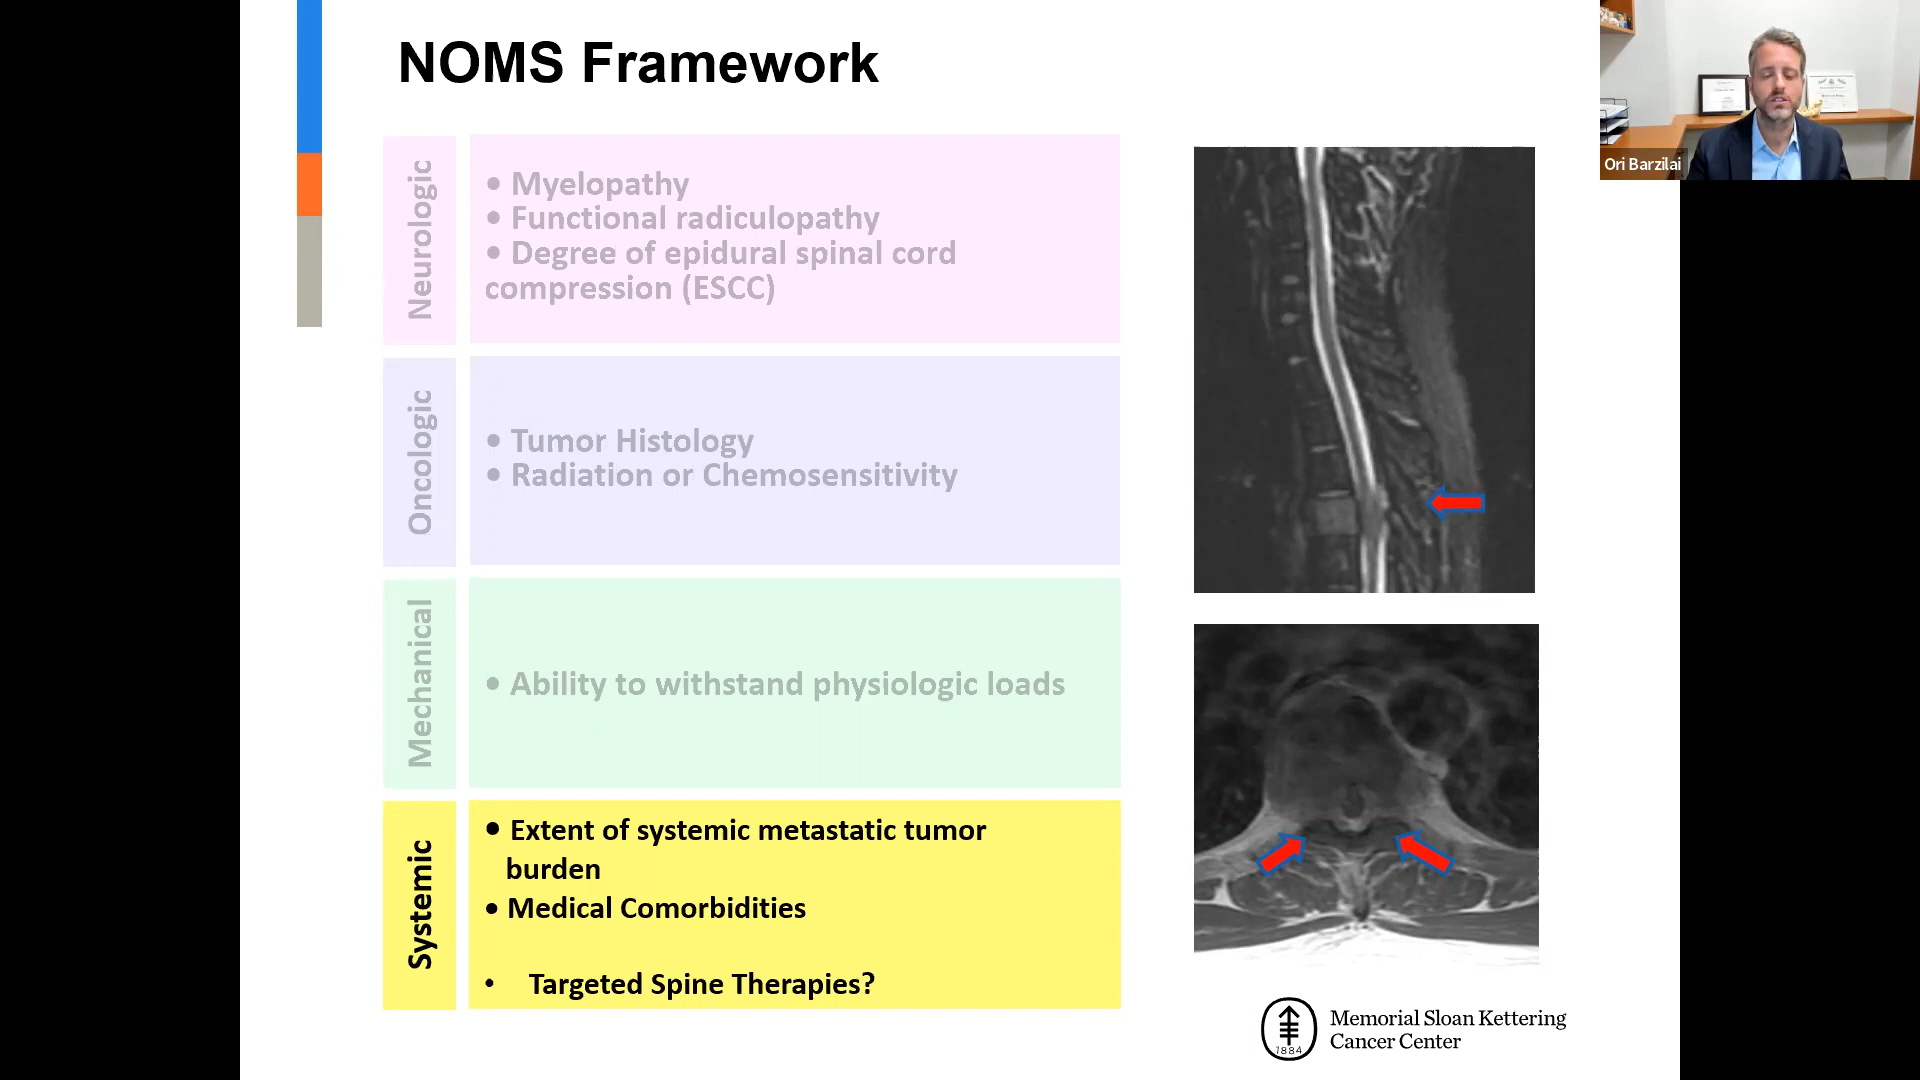 NOMS Framework
Neurologic
• Myelopathy
• Functional radiculopathy
• Degree of epidural spinal cord
compression (ESCC)
Oncologic
• Tumor Histology
• Radiation or Chemosensitivity
Mechanical
• Ability to withstand physiologic loads
Systemic
• Extent of systemic metastatic tumor
burden
• Medical Comorbidities
• Targeted Spine Therapies?
Ori Barzilai
1884
Memorial Sloan Kettering
Cancer Center